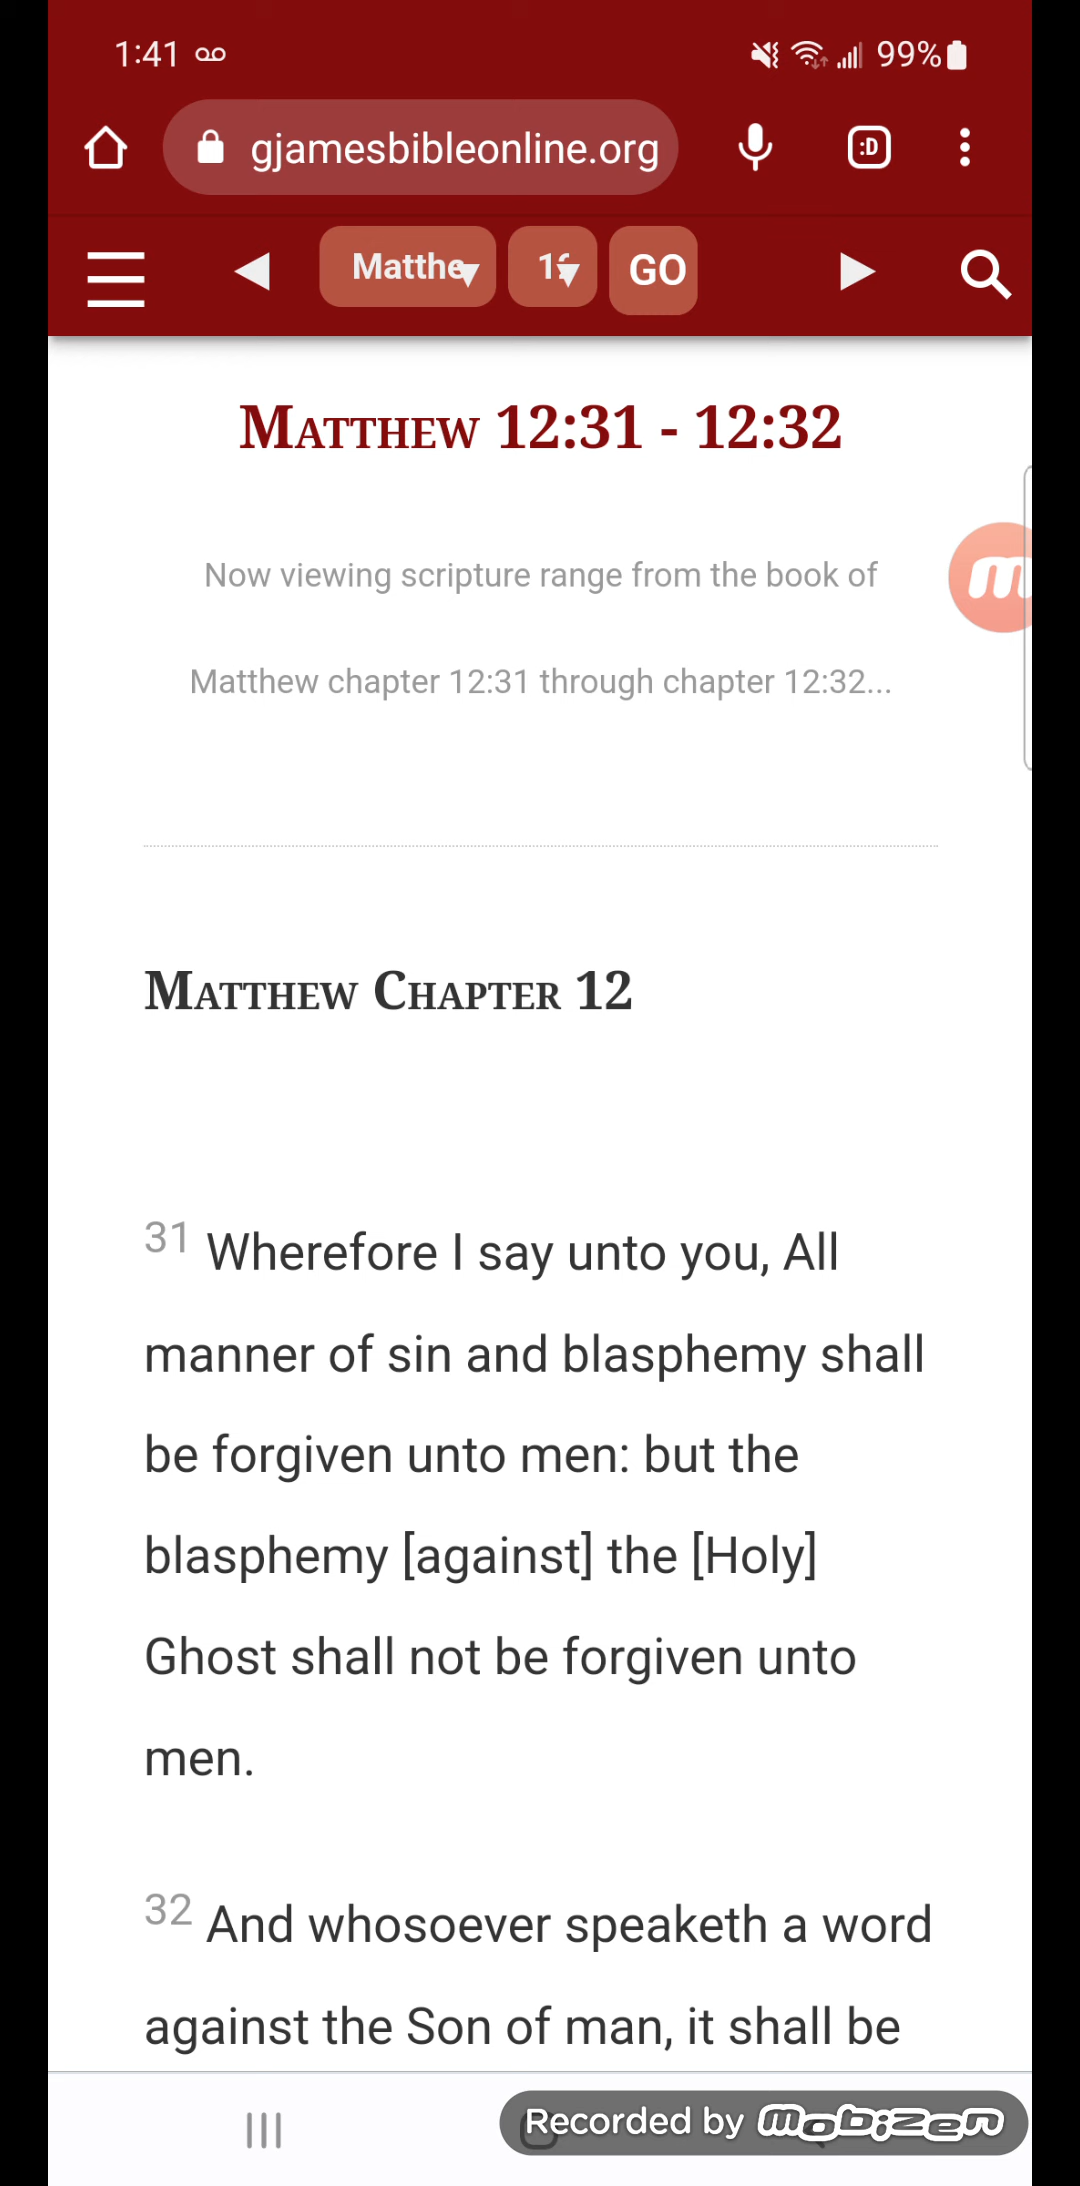 1:41 99%
gjamesbibleonline.org :D
Matthe GO
Matthew 12:31 - 12:32
Now viewing scripture range from the book of
m
Matthew chapter 12:31 through chapter 12:32...
Matthew Chapter 12
31 Wherefore I say unto you, All
manner of sin and blasphemy shall
be forgiven unto men: but the
blasphemy [against] the [Holy]
Ghost shall not be forgiven unto
men.
32 And whosoever speaketh a word
against the Son of man, it shall be
Recorded by mobizen